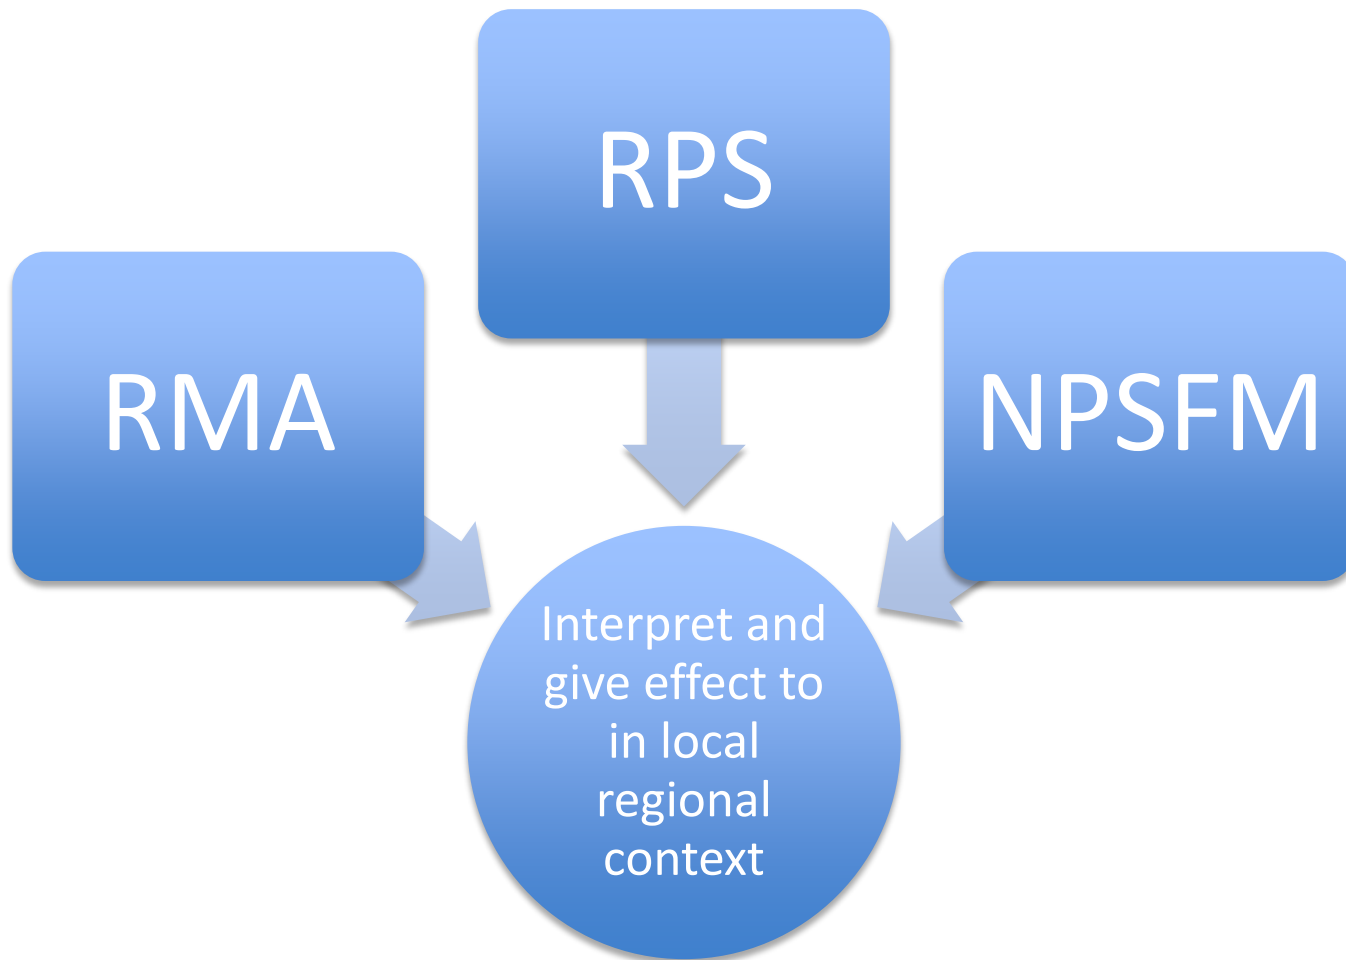 RPS
RMA
NPSFM
Interpret and
give effect to
in local
regional
context